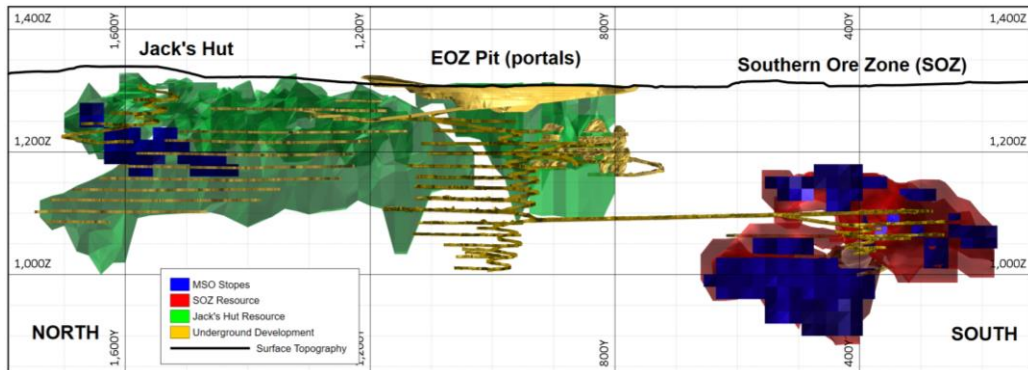 1,400Z
1,600Y
1,200Y
800Y
400Y
1,400Z
Jack's Hut
EOZ Pit (portals)
Southern Ore Zone (SOZ)
1,200Z
1,200Z
1,000Z
1,000Z
MSO Stopes
SOZ Resource
Jack's Hut Resource
Underground Development
Surface Topography
NORTH
SOUTH
1,600Y
1,200Y
800Y
400Y